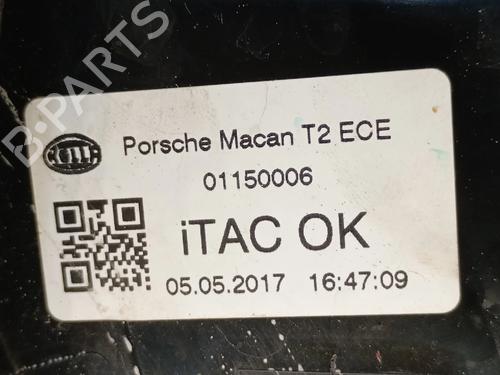 HELLA
Porsche Macan T2 ECE
01150006
iTAC OK
05.05.2017 16:47:09
B-PARTS